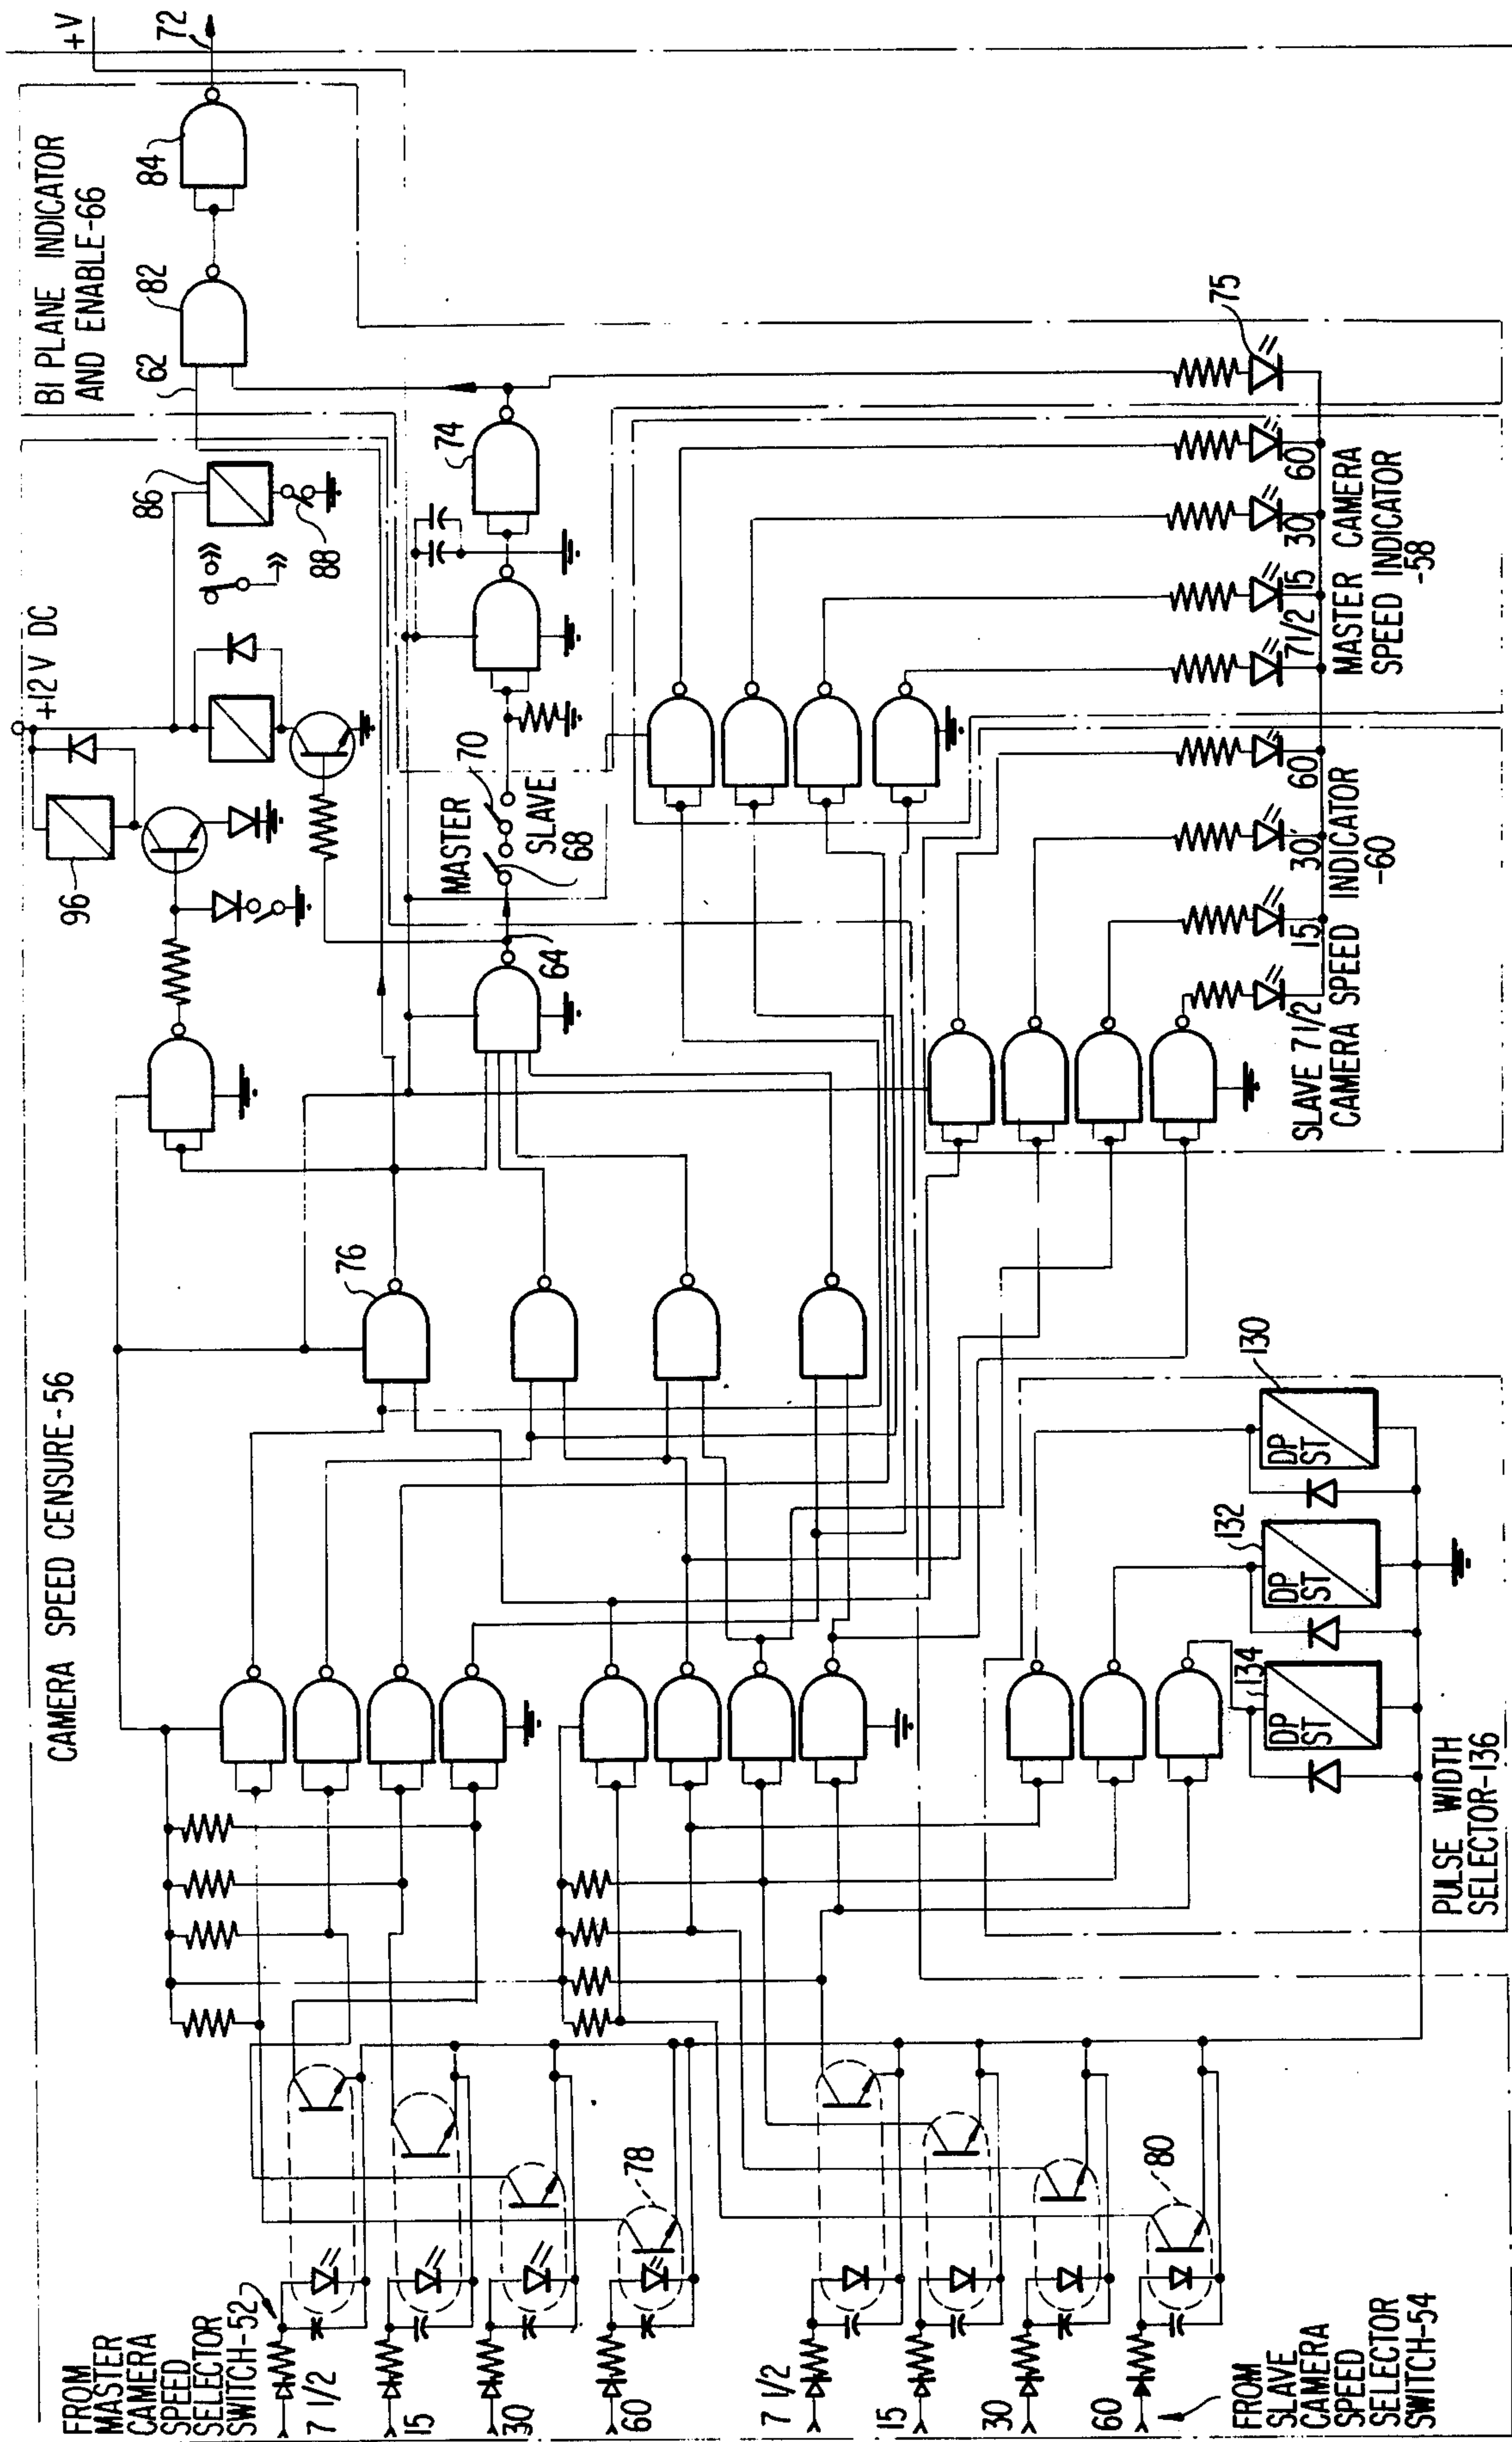 CAMERA SPEED CENSURE-56
+12 V DC
96
86
88
BI PLANE INDICATOR
AND ENABLE-66
62
82
84
72
+V
76
64
MASTER
70
SLAVE
68
74
75
FROM
MASTER
CAMERA
SPEED
SELECTOR
SWITCH-52
7 1/2
15
30
60
78
7 1/2
15
30
60
80
FROM
SLAVE
CAMERA
SPEED
SELECTOR
SWITCH-54
PULSE WIDTH
SELECTOR-136
134
DP
ST
132
DP
ST
130
DP
ST
SLAVE 7 1/2
15
30
60
CAMERA SPEED INDICATOR
-60
7 1/2
15
30
60
MASTER CAMERA
SPEED INDICATOR
-58